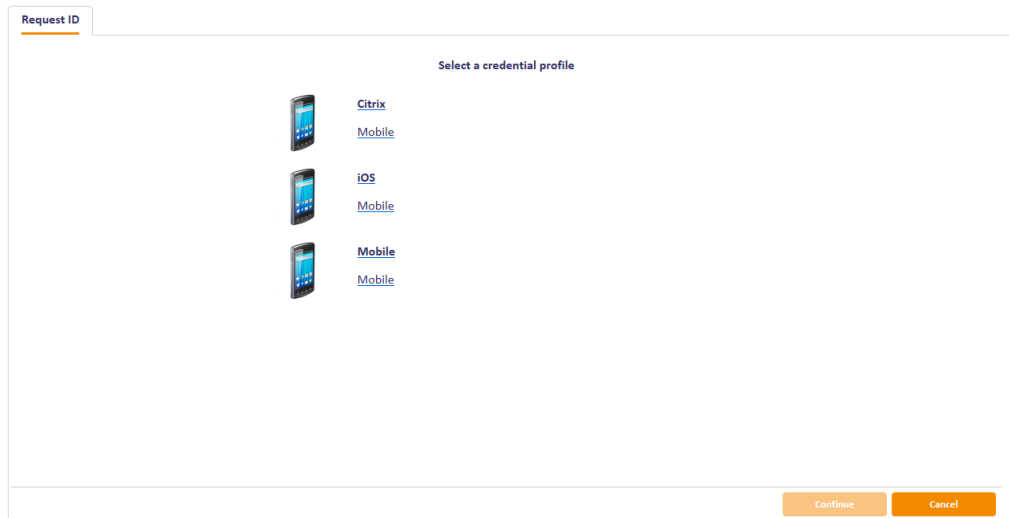 Request ID
Select a credential profile
Citrix
Mobile
iOS
Mobile
Mobile
Mobile
Continue
Cancel